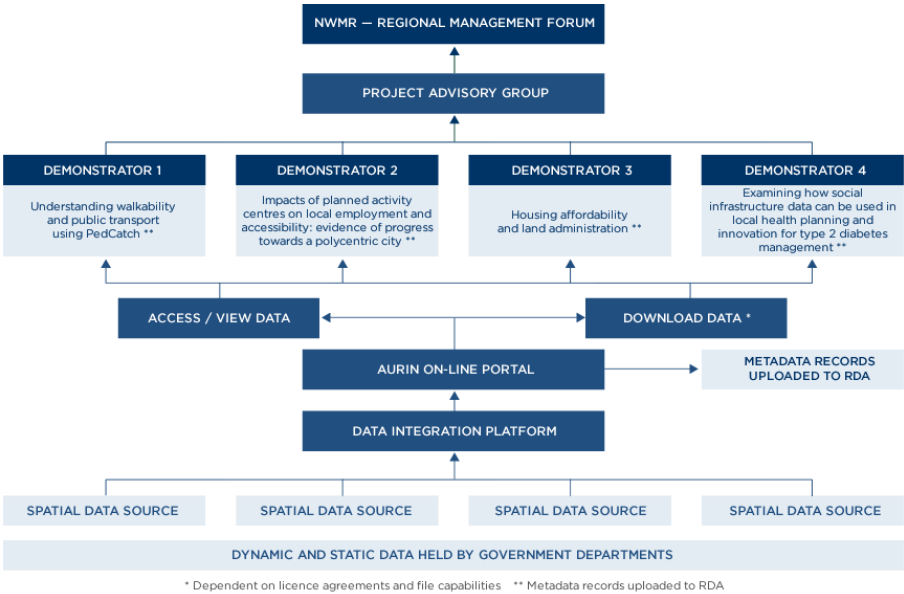 NWMR — REGIONAL MANAGEMENT FORUM
PROJECT ADVISORY GROUP
DEMONSTRATOR 1
Understanding walkability
and public transport
using PedCatch **
DEMONSTRATOR 2
Impacts of planned activity
centres on local employment and
accessibility: evidence of progress
towards a polycentric city **
DEMONSTRATOR 3
Housing affordability
and land administration **
DEMONSTRATOR 4
Examining how social
infrastructure data can be used in
local health planning and
innovation for type 2 diabetes
management **
ACCESS / VIEW DATA
DOWNLOAD DATA *
AURIN ON-LINE PORTAL
METADATA RECORDS
UPLOADED TO RDA
DATA INTEGRATION PLATFORM
SPATIAL DATA SOURCE
SPATIAL DATA SOURCE
SPATIAL DATA SOURCE
SPATIAL DATA SOURCE
DYNAMIC AND STATIC DATA HELD BY GOVERNMENT DEPARTMENTS
* Dependent on licence agreements and file capabilities ** Metadata records uploaded to RDA